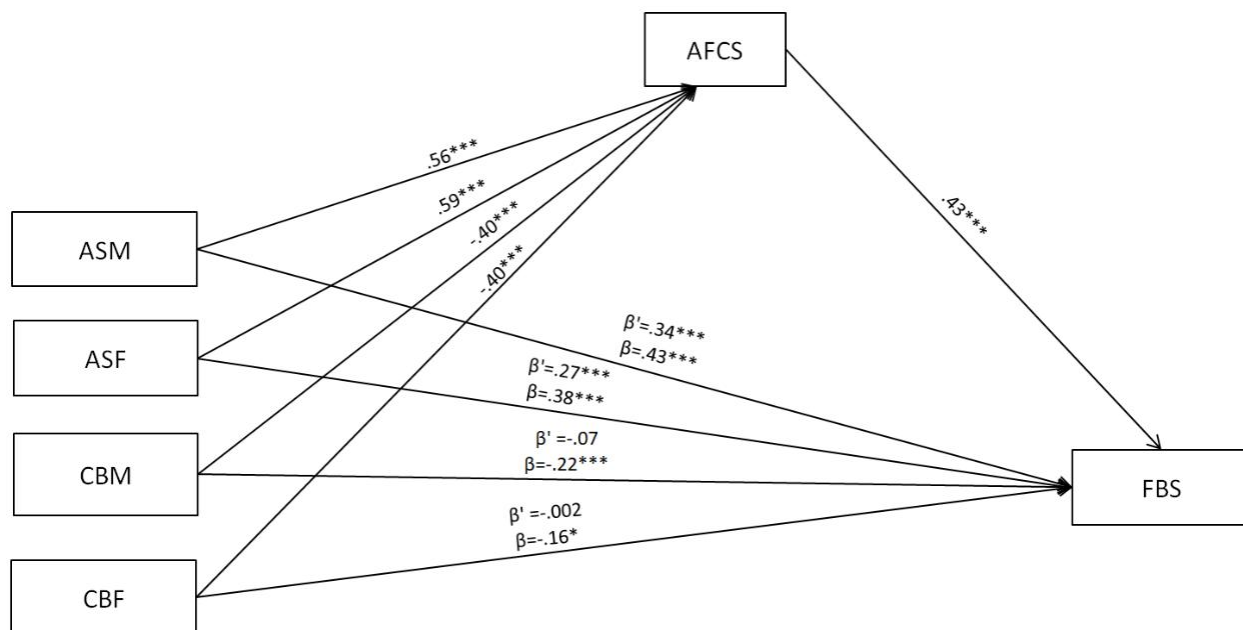 AFCS
.56***
.59***
-.40***
-.40***
.43***
ASM
ASF
CBM
CBF
β'=.34***
β=.43***
β'=.27***
β=.38***
β' =-.07
β=-.22***
β' =-.002
β=-.16*
FBS